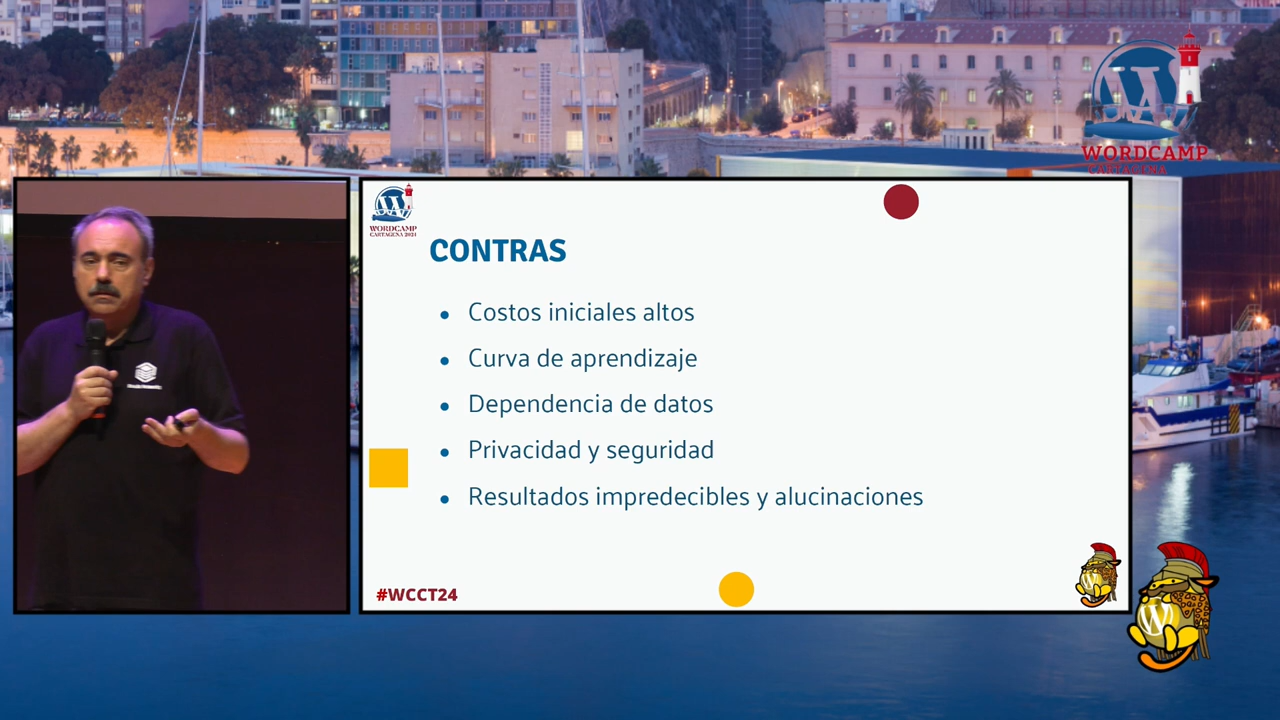 WORDCAMP
CARTAGENA
WORDCAMP
CARTAGENA 2024
CONTRAS
Costos iniciales altos
Curva de aprendizaje
Dependencia de datos
Privacidad y seguridad
Resultados impredecibles y alucinaciones
#WCCT24